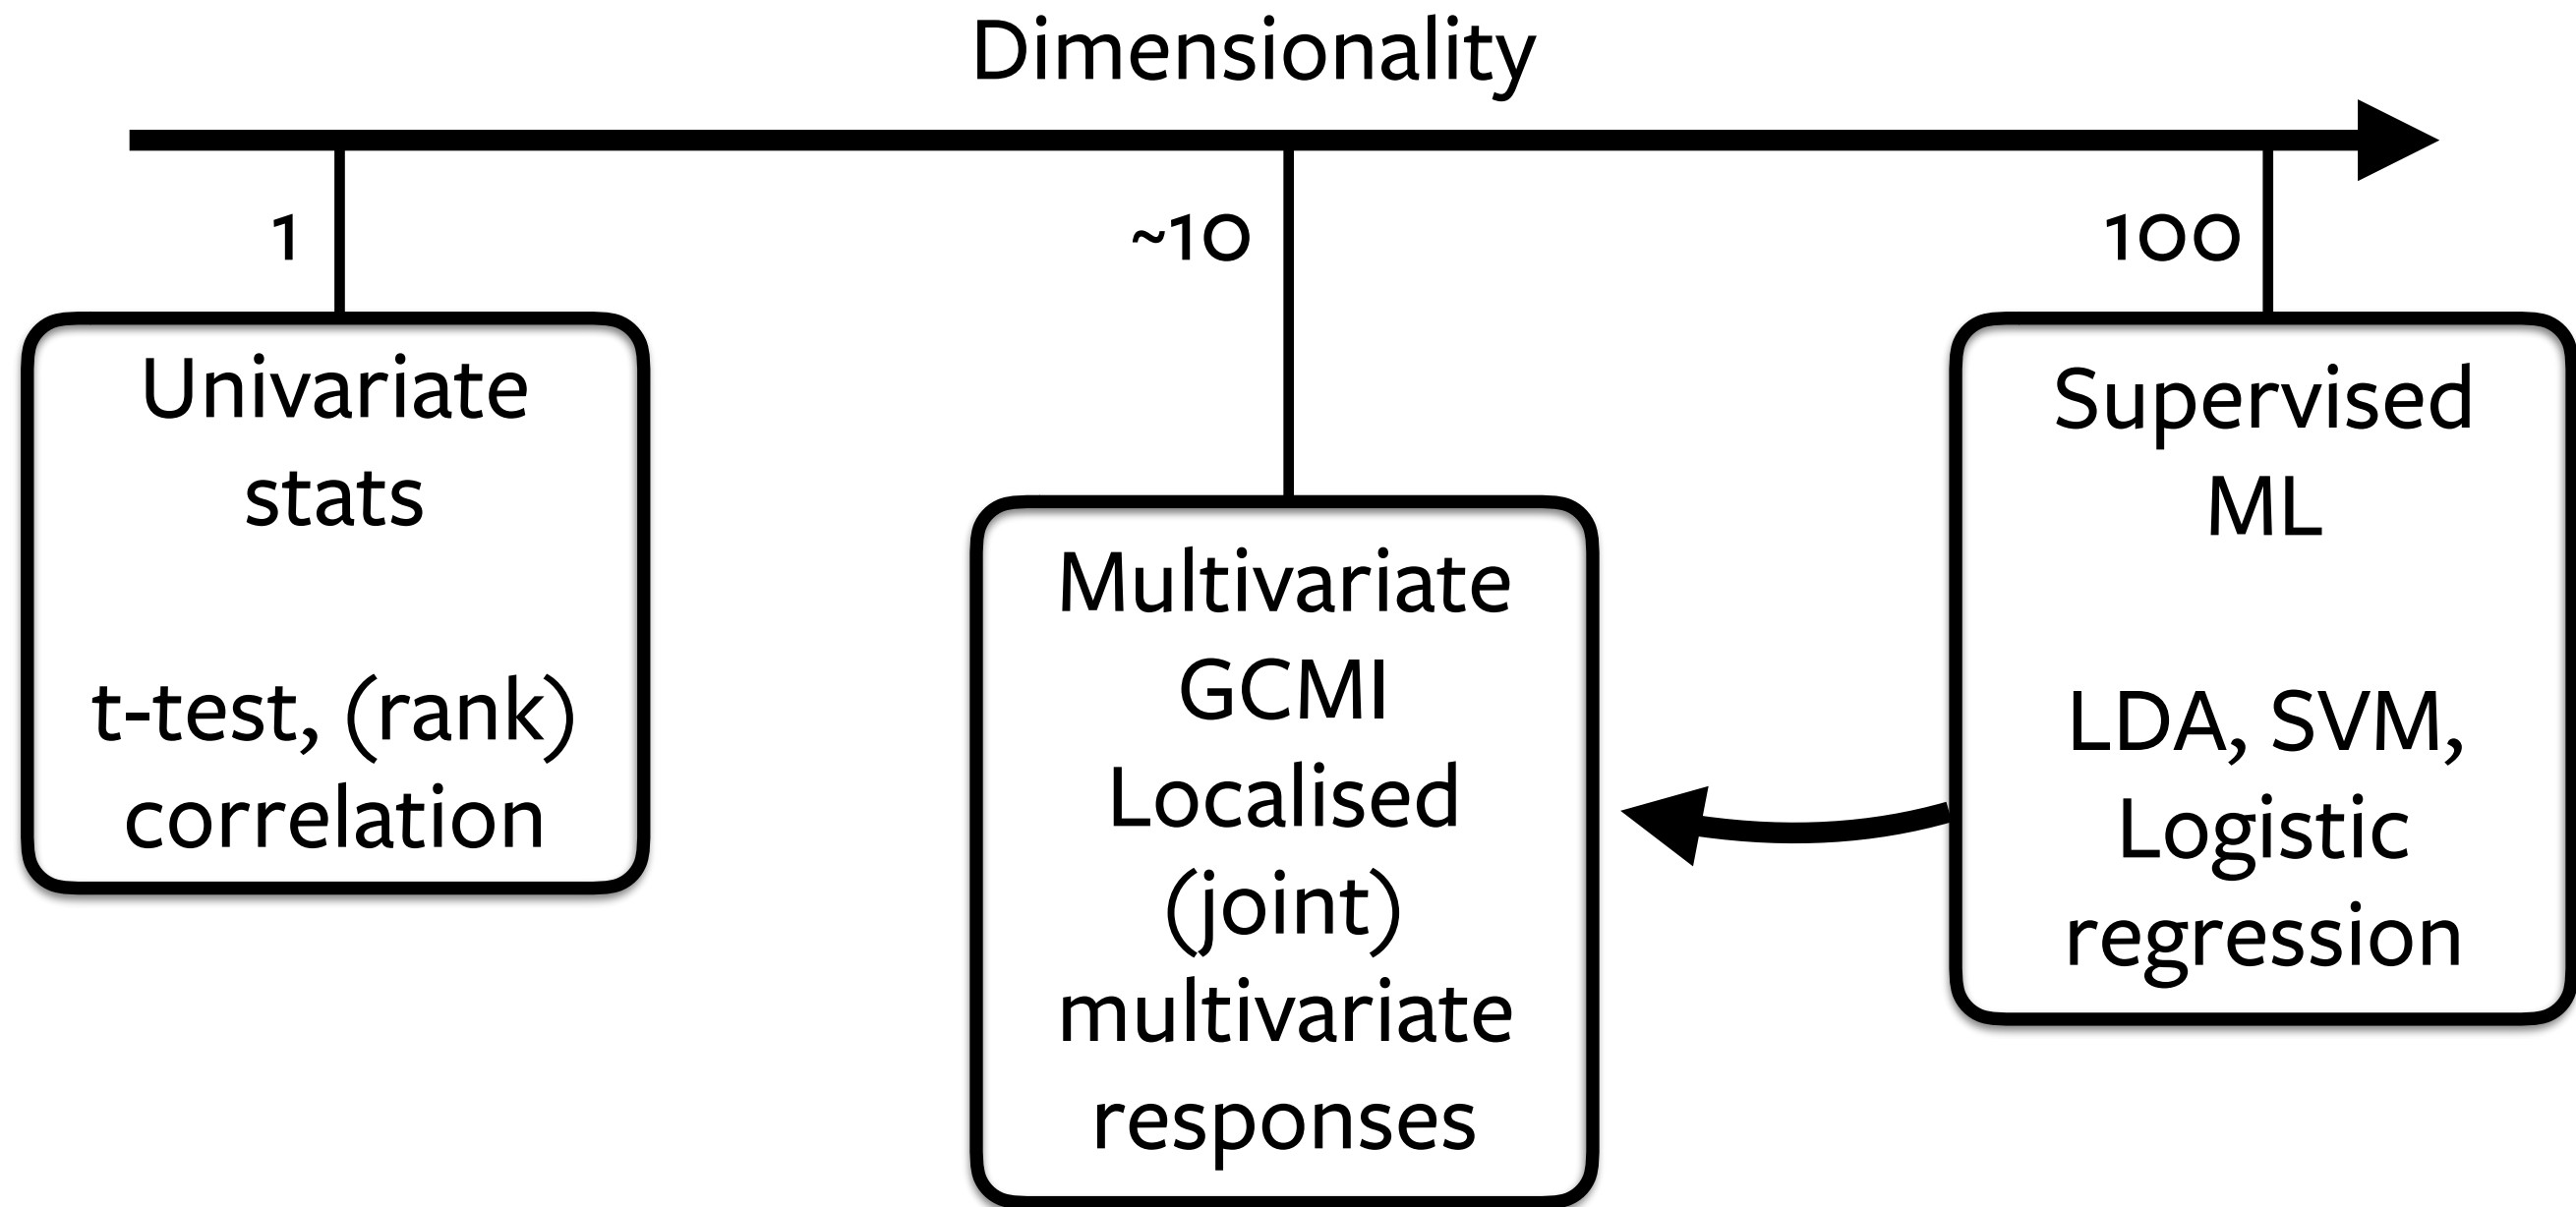 Dimensionality
1
~10
100
Univariate
stats
t-test, (rank)
correlation
Multivariate
GCMI
Localised
(joint)
multivariate
responses
Supervised
ML
LDA, SVM,
Logistic
regression